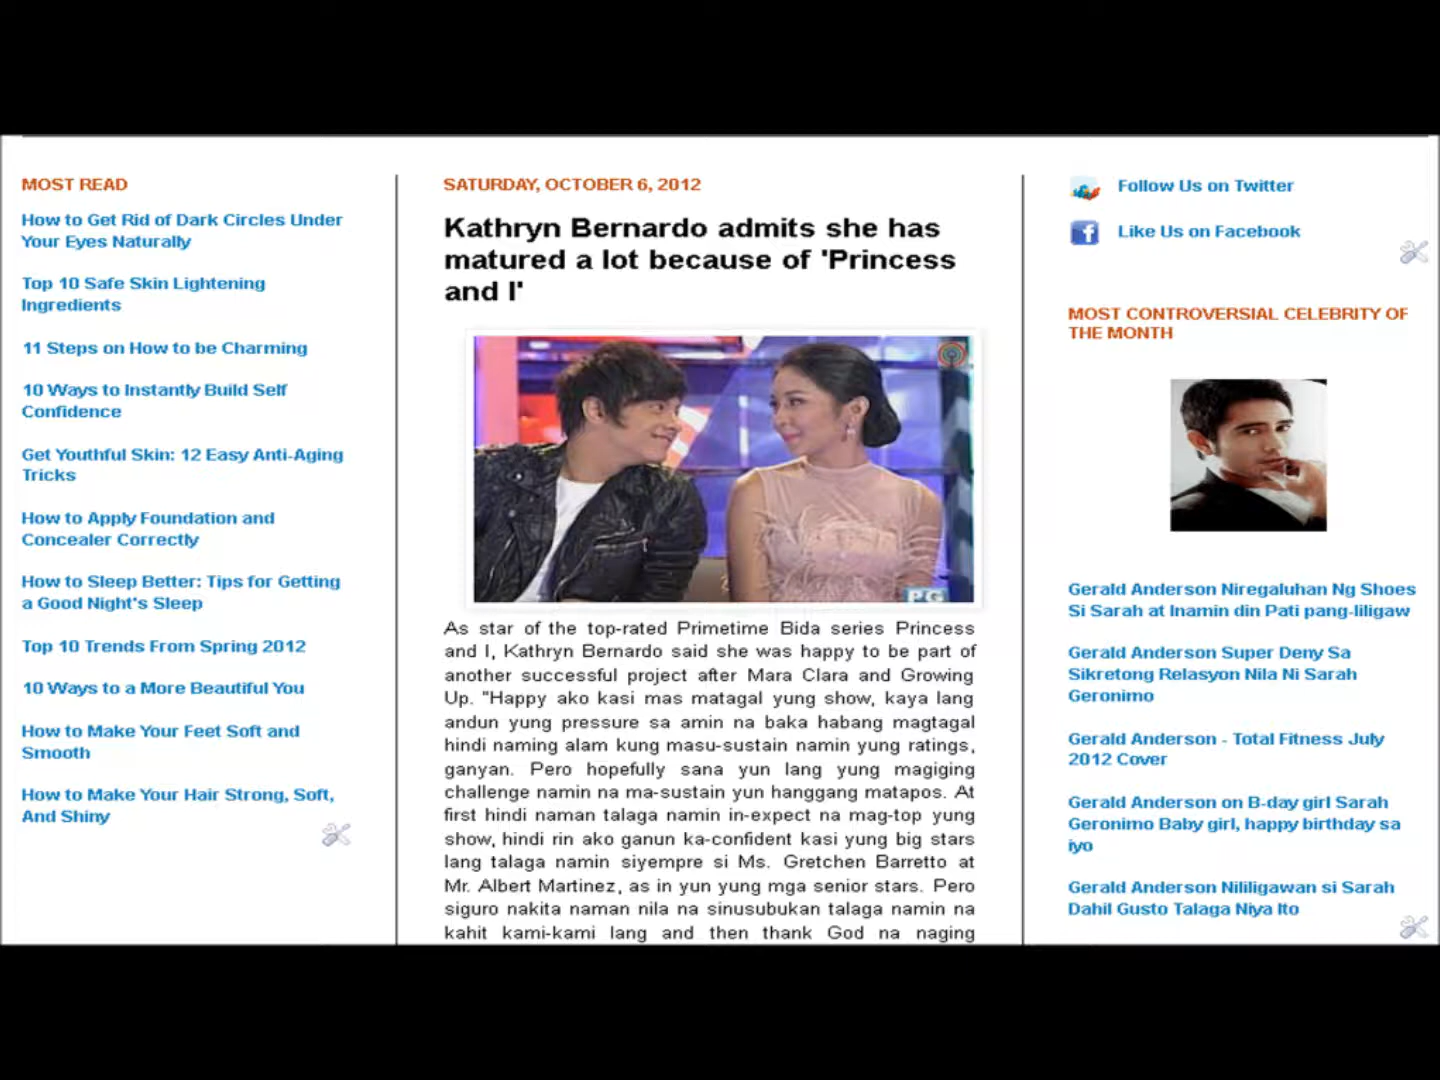 MOST READ
How to Get Rid of Dark Circles Under
Your Eyes Naturally
Top 10 Safe Skin Lightening
Ingredients
11 Steps on How to be Charming
10 Ways to Instantly Build Self
Confidence
Get Youthful Skin: 12 Easy Anti-Aging
Tricks
How to Apply Foundation and
Concealer Correctly
How to Sleep Better: Tips for Getting
a Good Night's Sleep
Top 10 Trends From Spring 2012
10 Ways to a More Beautiful You
How to Make Your Feet Soft and
Smooth
How to Make Your Hair Strong, Soft,
And Shiny
SATURDAY, OCTOBER 6, 2012
Kathryn Bernardo admits she has
matured a lot because of 'Princess
and I'
PG
As star of the top-rated Primetime Bida series Princess
and I, Kathryn Bernardo said she was happy to be part of
another successful project after Mara Clara and Growing
Up. "Happy ako kasi mas matagal yung show, kaya lang
andun yung pressure sa amin na baka habang magtagal
hindi naming alam kung masu-sustain namin yung ratings,
ganyan. Pero hopefully sana yun lang yung magiging
challenge namin na ma-sustain yun hanggang matapos. At
first hindi naman talaga namin in-expect na mag-top yung
show, hindi rin ako ganun ka-confident kasi yung big stars
lang talaga namin siyempre si Ms. Gretchen Barretto at
Mr. Albert Martinez, as in yun yung mga senior stars. Pero
siguro nakita naman nila na sinusubukan talaga namin na
kahit kami-kami lang and then thank God na naging
Follow Us on Twitter
Like Us on Facebook
MOST CONTROVERSIAL CELEBRITY OF
THE MONTH
Gerald Anderson Niregaluhan Ng Shoes
Si Sarah at Inamin din Pati pang-liligaw
Gerald Anderson Super Deny Sa
Sikretong Relasyon Nila Ni Sarah
Geronimo
Gerald Anderson - Total Fitness July
2012 Cover
Gerald Anderson on B-day girl Sarah
Geronimo Baby girl, happy birthday sa
iyo
Gerald Anderson Nililigawan si Sarah
Dahil Gusto Talaga Niya Ito